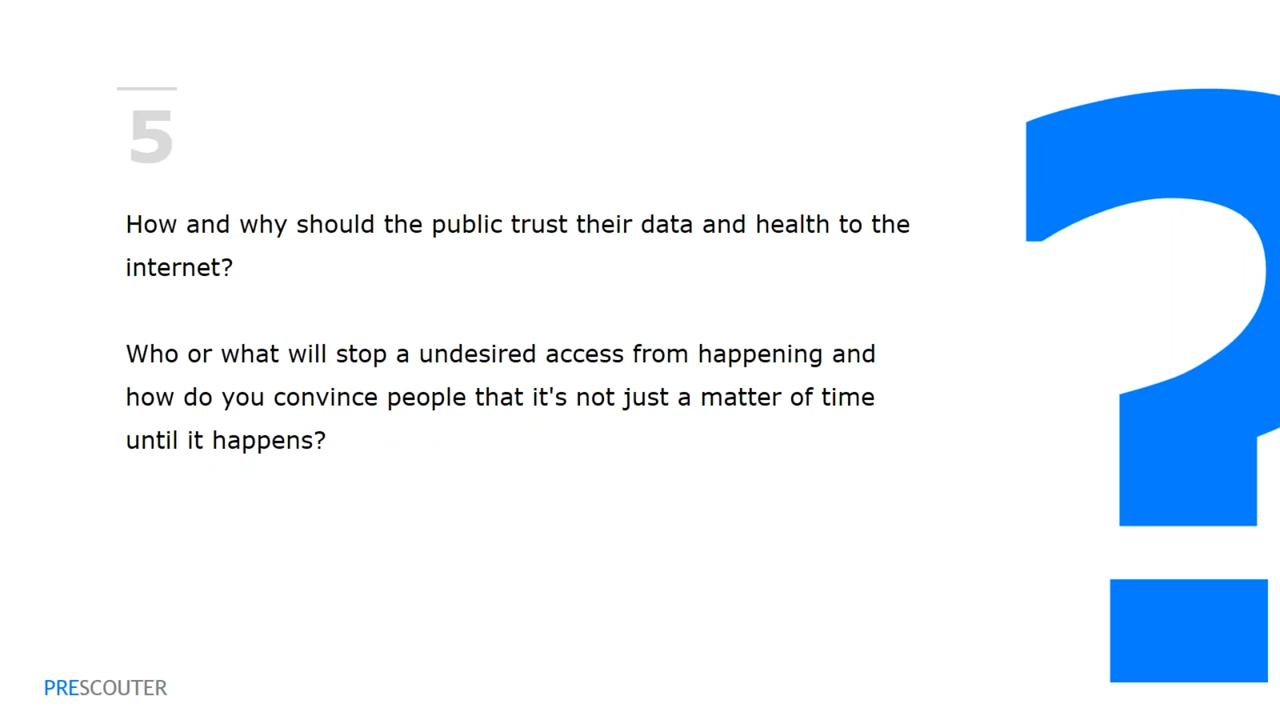 5
How and why should the public trust their data and health to the
internet?
Who or what will stop a undesired access from happening and
how do you convince people that it's not just a matter of time
until it happens?
?
PRESCOUTER